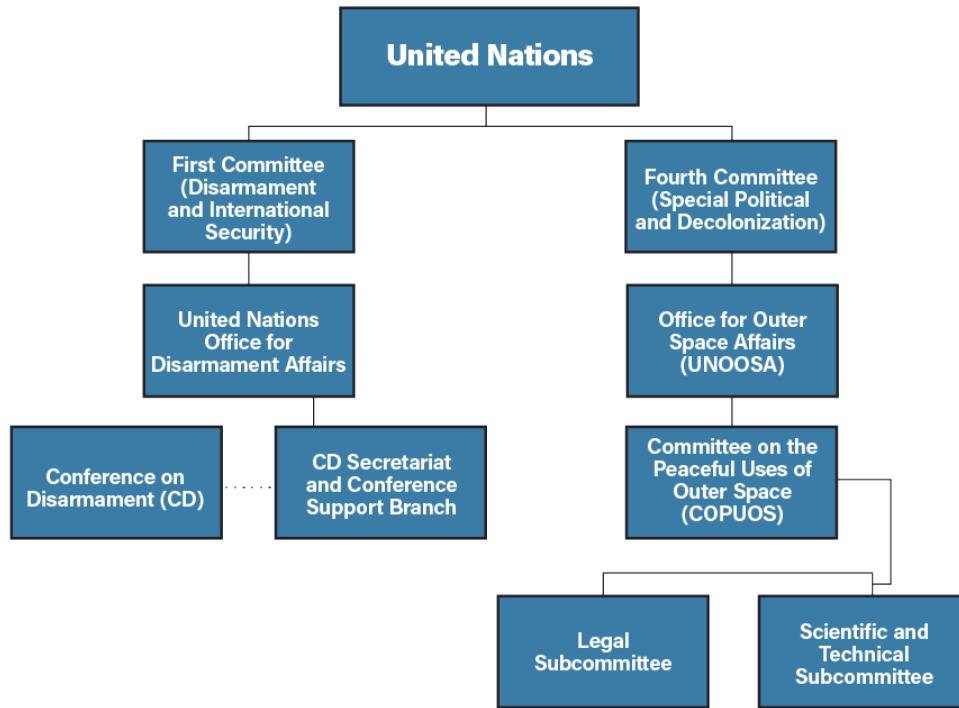 United Nations
First Committee
(Disarmament
and International
Security)
Fourth Committee
(Special Political
and Decolonization)
United Nations
Office for
Disarmament Affairs
Office for Outer
Space Affairs
(UNOOSA)
Conference on
Disarmament (CD)
CD Secretariat
and Conference
Support Branch
Committee on the
Peaceful Uses of
Outer Space
(COPUOS)
Legal
Subcommittee
Scientific and
Technical
Subcommittee